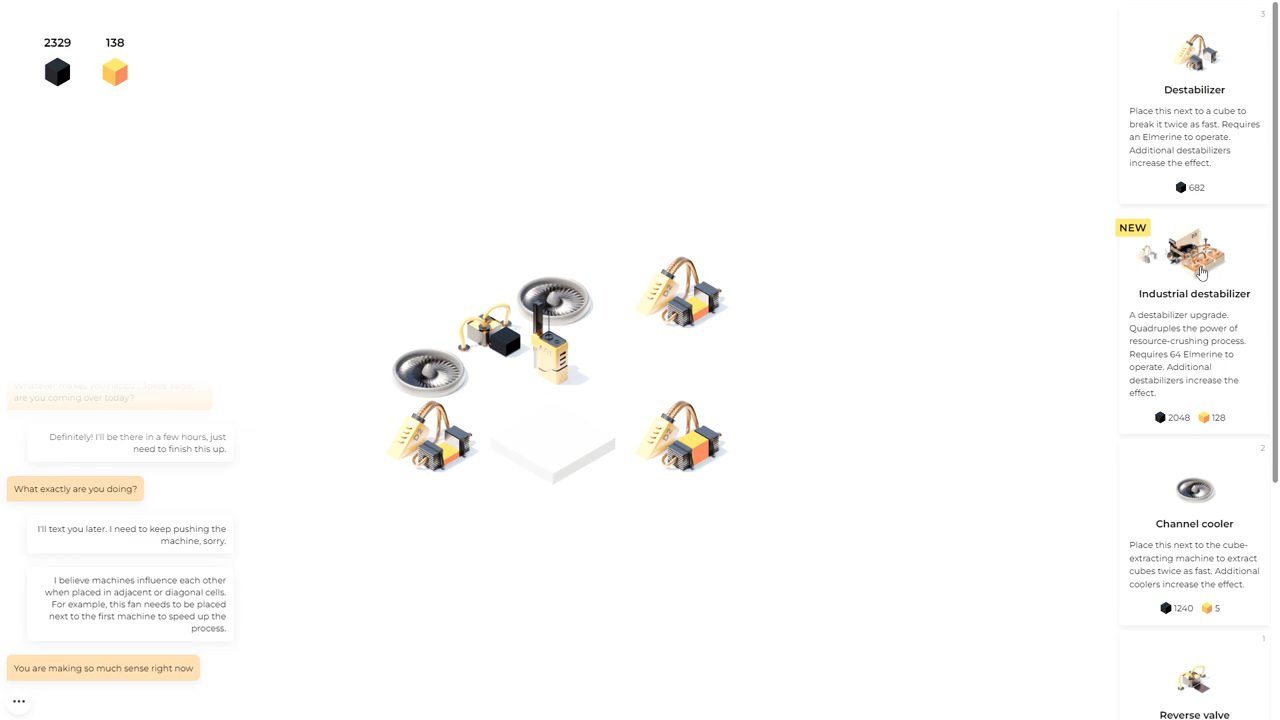 2329
138
Whatever makes you happy. Jokes aside,
are you coming over today?
Definitely! I'll be there in a few hours, just
need to finish this up.
What exactly are you doing?
I'll text you later. I need to keep pushing the
machine, sorry.
I believe machines influence each other
when placed in adjacent or diagonal cells.
For example, this fan needs to be placed
next to the first machine to speed up the
process.
You are making so much sense right now
3
Destabilizer
Place this next to a cube to
break it twice as fast. Requires
an Elmerine to operate.
Additional destabilizers
increase the effect.
682
NEW
Industrial destabilizer
A destabilizer upgrade.
Quadruples the power of
resource-crushing process.
Requires 64 Elmerine to
operate. Additional
destabilizers increase the
effect.
2048
128
2
Channel cooler
Place this next to the cube-
extracting machine to extract
cubes twice as fast. Additional
coolers increase the effect.
1240
5
1
Reverse valve